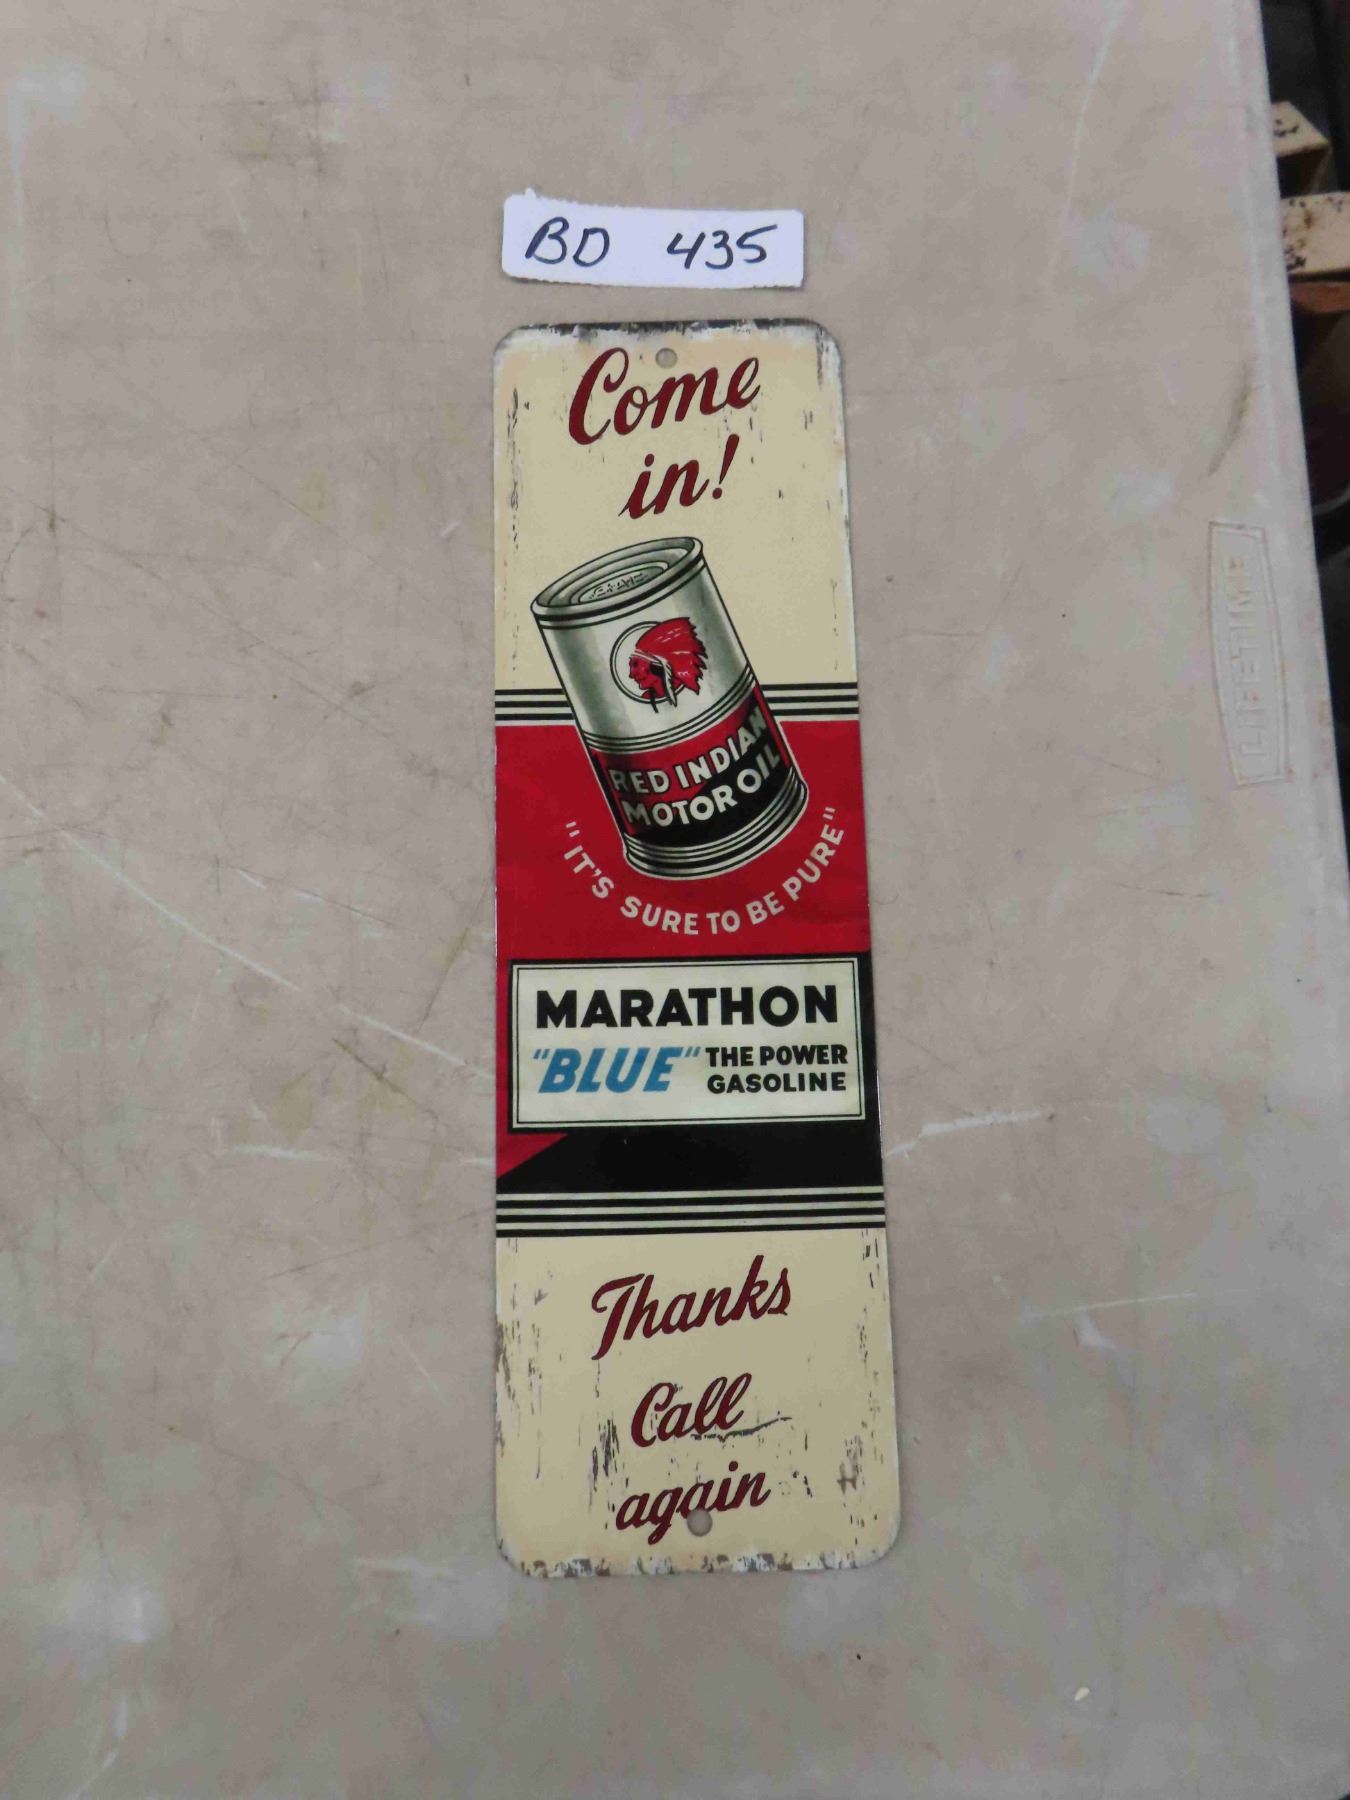 BD 435
Come
in!
RED INDIAN
MOTOR OIL
"IT'S SURE TO BE PURE"
MARATHON
"BLUE" THE POWER
GASOLINE
Thanks
Call
again
LIFETIME